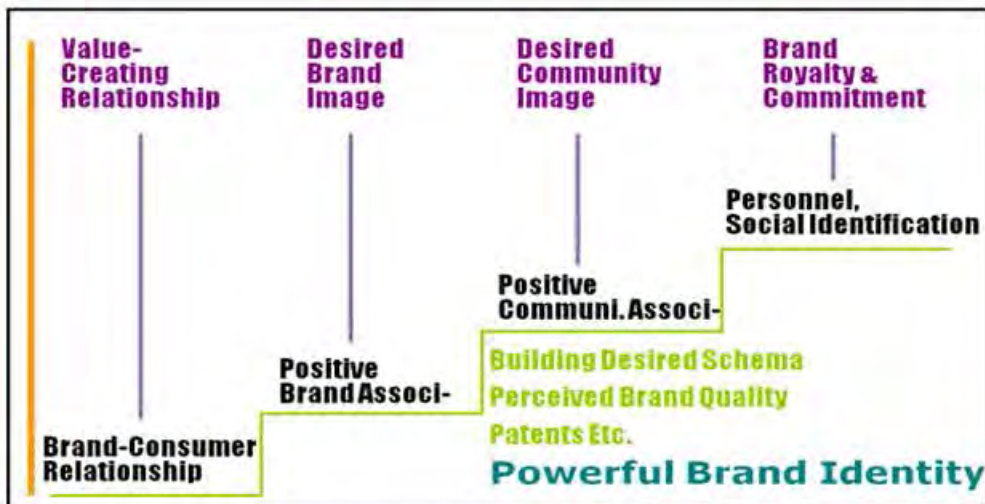 Value-
Creating
Relationship
Desired
Brand
Image
Desired
Community
Image
Brand
Royalty &
Commitment
Personnel,
Social Identification
Positive
Communi. Associ-
Positive
Brand Associ-
Brand-Consumer
Relationship
Building Desired Schema
Perceived Brand Quality
Patents Etc.
Powerful Brand Identity